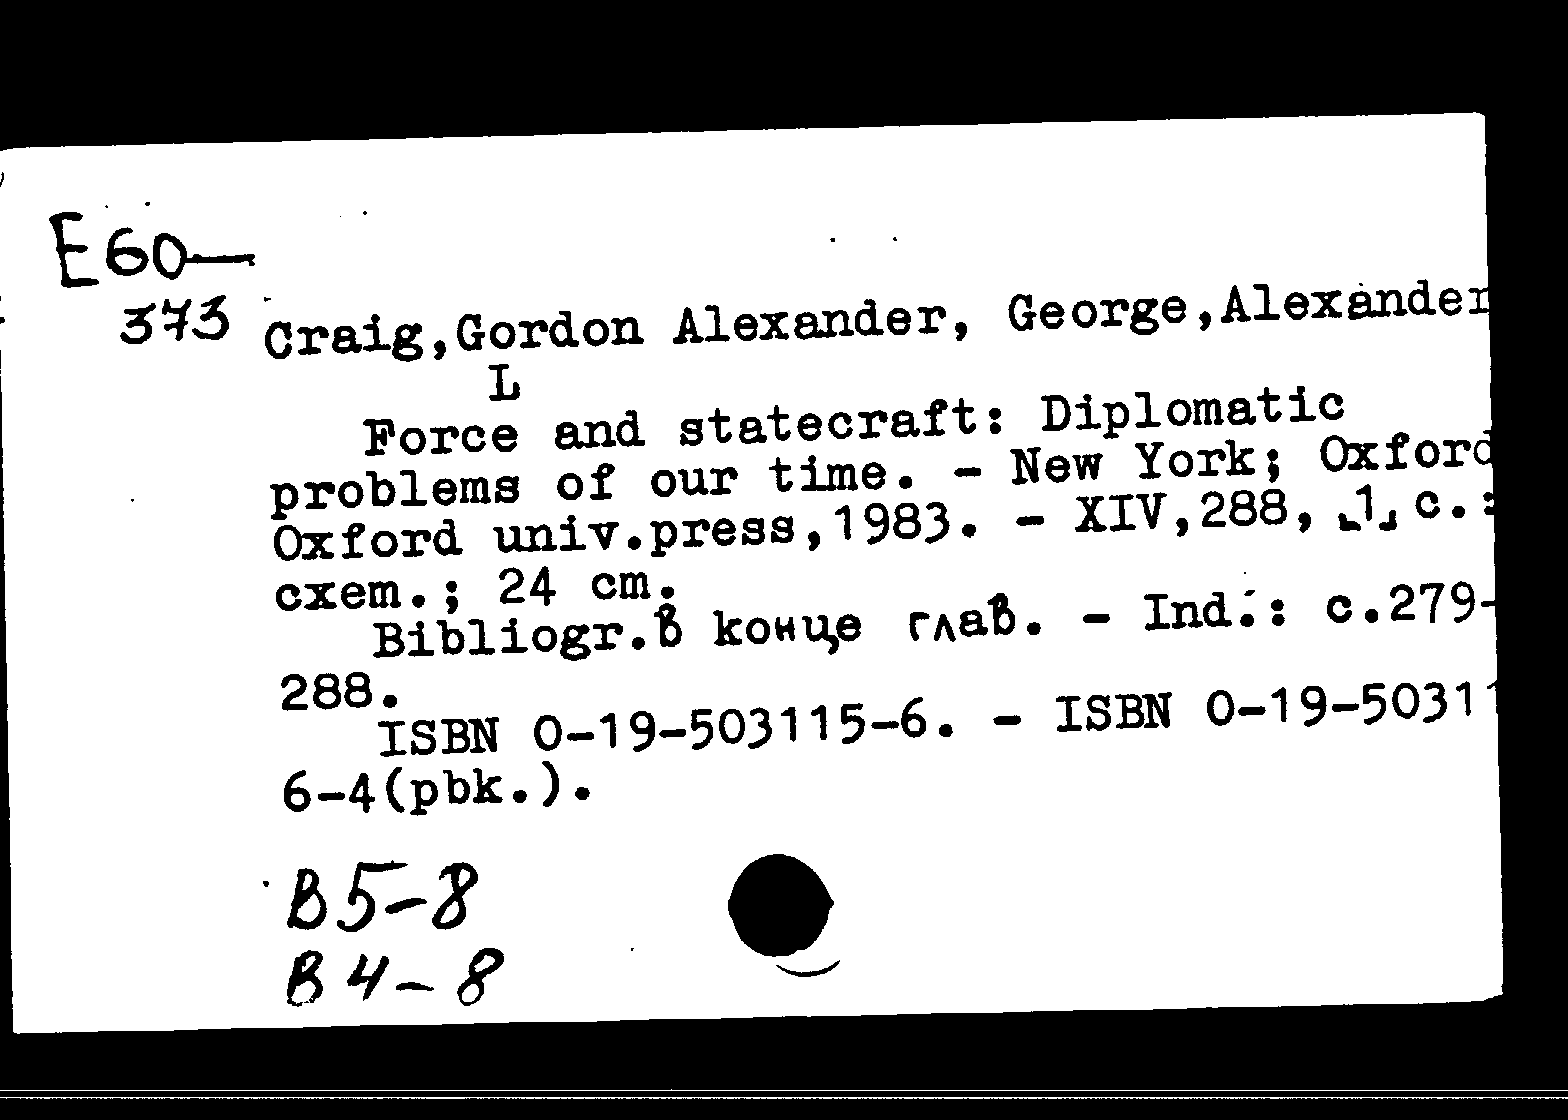 E60—
373
Craig,Gordon Alexander, George,Alexander
L
Force and statecraft: Diplomatic
problems of our time. - New York; Oxford
Oxford univ.press,1983. - XIV,288, [1] c.:
схем.; 24 cm.
Bibliogr.в конце глав. - Ind.: c.279-
288.
ISBN 0-19-503115-6. - ISBN 0-19-50311
6-4(pbk.).
B5-8
B4-8